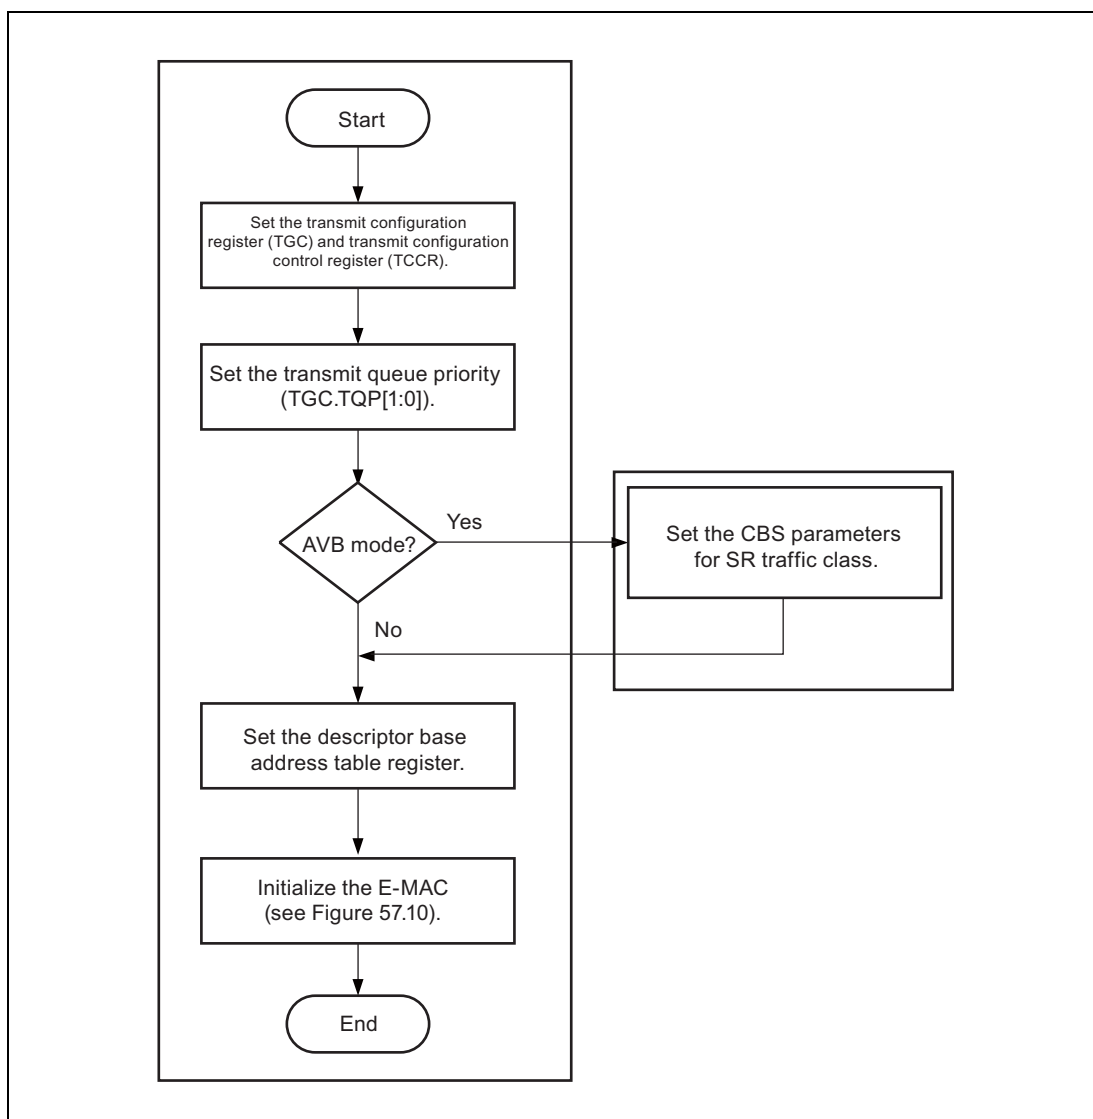 Start
Set the transmit configuration
register (TGC) and transmit configuration
control register (TCCR).
Set the transmit queue priority
(TGC.TQP[1:0]).
AVB mode?
Yes
Set the CBS parameters
for SR traffic class.
No
Set the descriptor base
address table register.
Initialize the E-MAC
(see Figure 57.10).
End